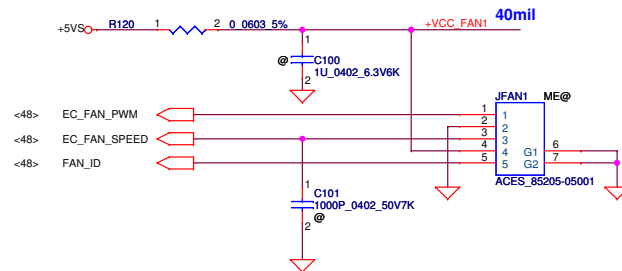 40mil
+5VS R120 1 2 0_0603_5% +VCC_FAN1
1
@ C100
1U_0402_6.3V6K
2
JFAN1 ME@
<48> EC_FAN_PWM 1 1
2 2
<48> EC_FAN_SPEED 3 3 G1 6
4 4 G2 7
<48> FAN_ID 5 5
ACES_85205-05001
1
C101
1000P_0402_50V7K
@
2